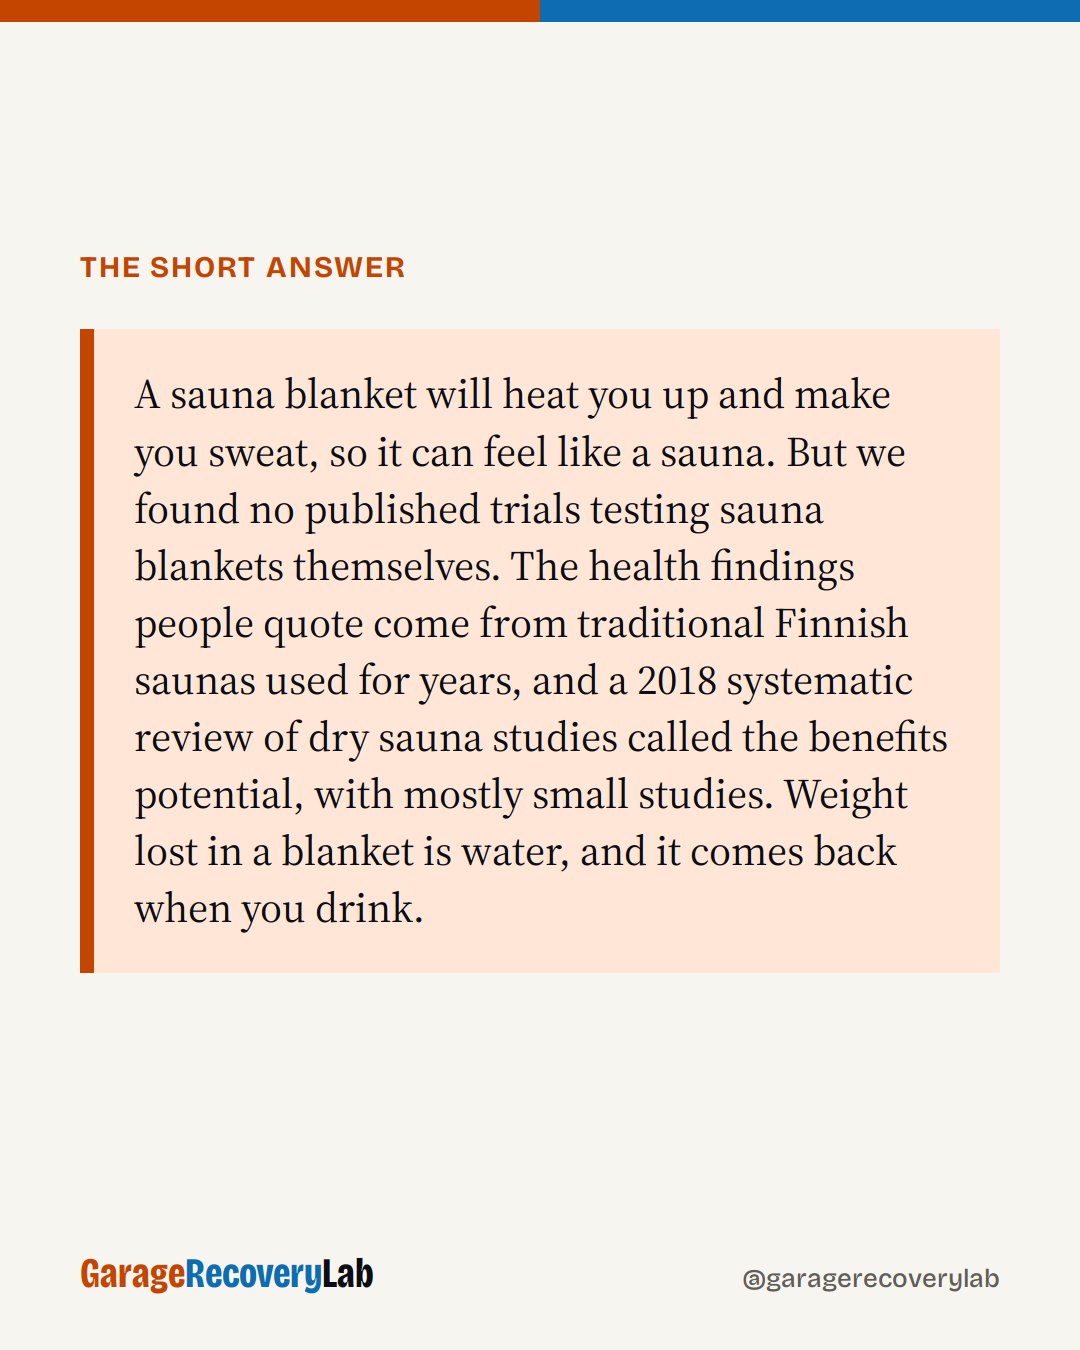 THE SHORT ANSWER
A sauna blanket will heat you up and make
you sweat, so it can feel like a sauna. But we
found no published trials testing sauna
blankets themselves. The health findings
people quote come from traditional Finnish
saunas used for years, and a 2018 systematic
review of dry sauna studies called the benefits
potential, with mostly small studies. Weight
lost in a blanket is water, and it comes back
when you drink.
GarageRecoveryLab
@garagerecoverylab